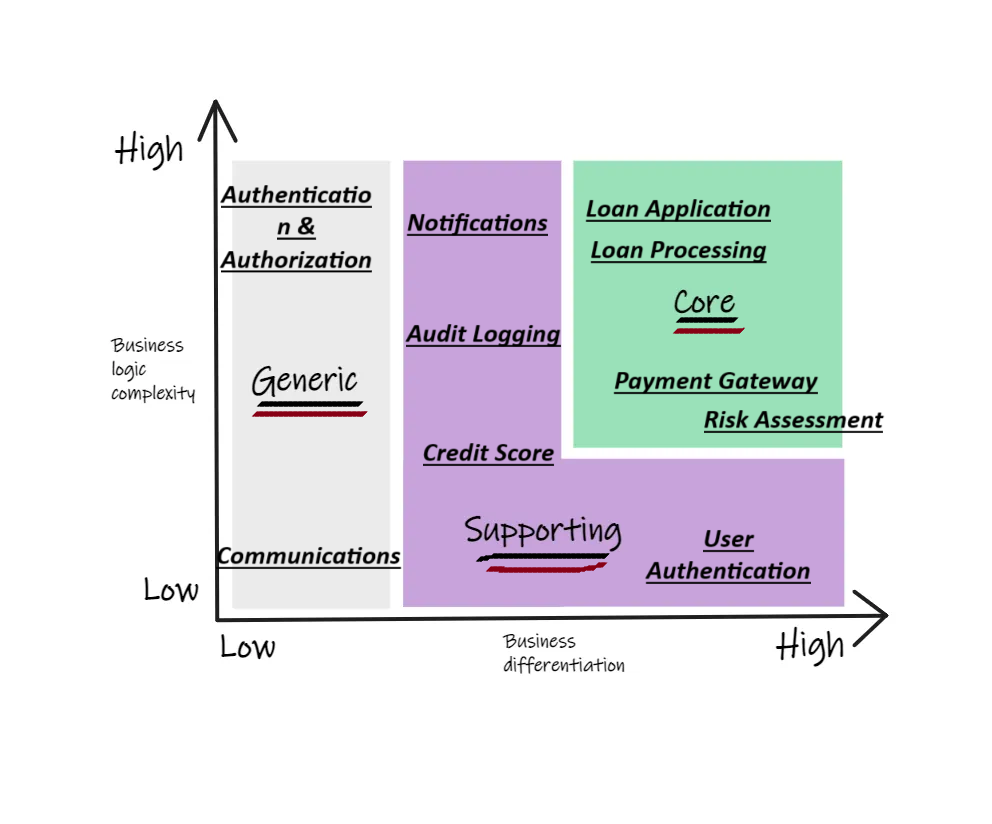 High
Authenticatio
n &
Authorization
Notifications
Loan Application
Loan Processing
Core
Audit Logging
Business
logic
complexity
Generic
Payment Gateway
Risk Assessment
Credit Score
Supporting
User
Authentication
Communications
Low
Low
Business
differentiation
High